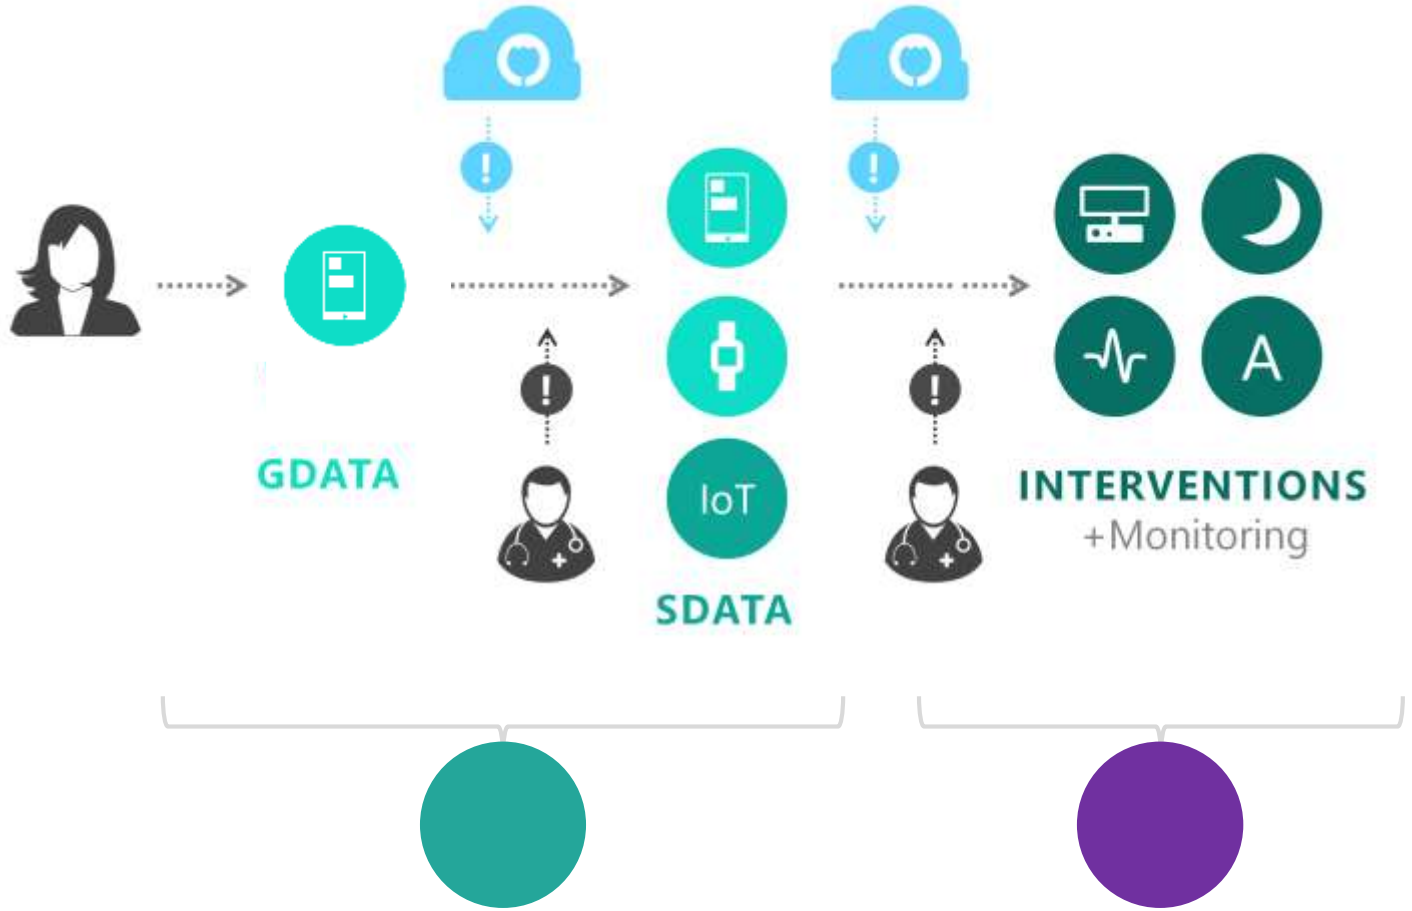 !
!
A
!
!
GDATA
INTERVENTIONS
IoT
+Monitoring
SDATA